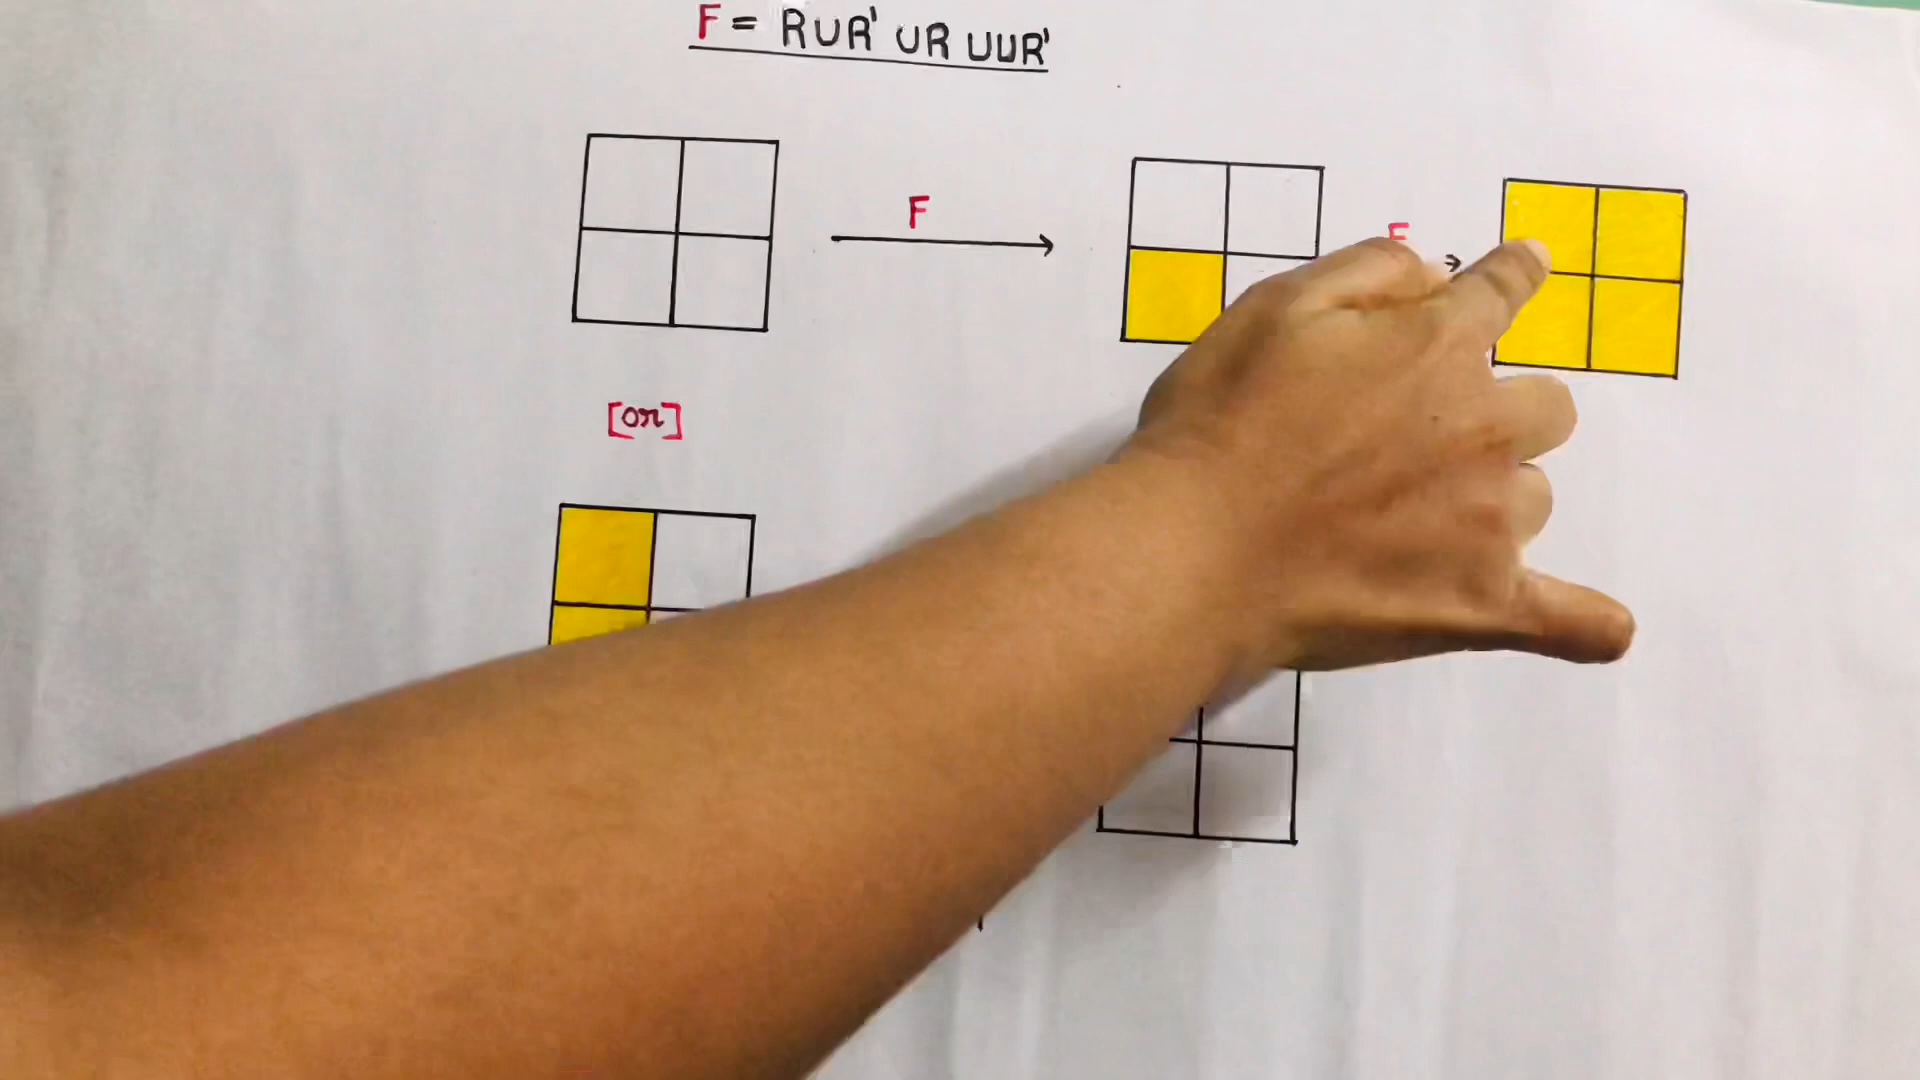 F = RUR' UR UUR'
F
F
[or]